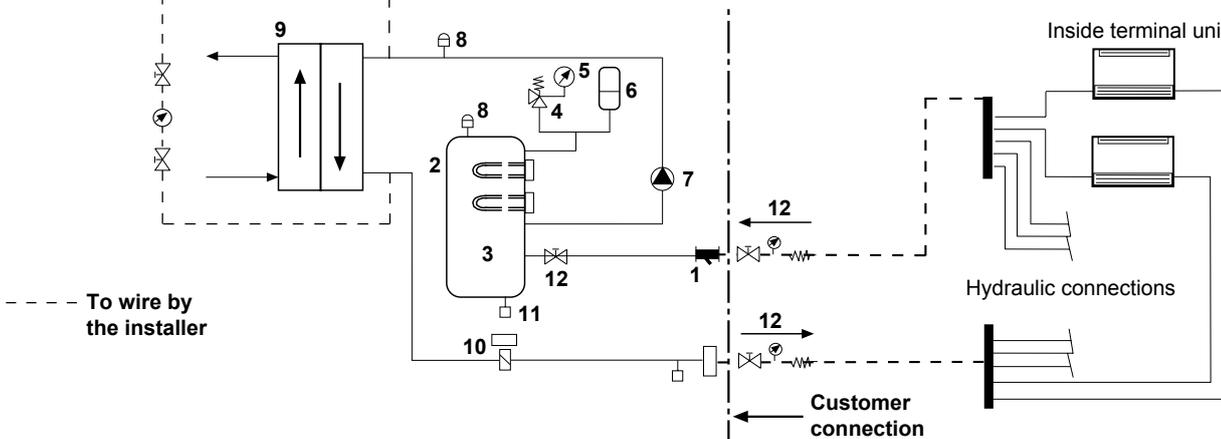 Inside terminal uni
9
8
5
6
4
8
2
7
12
3
12
1
Hydraulic connections
To wire by
the installer
11
12
10
Customer
connection